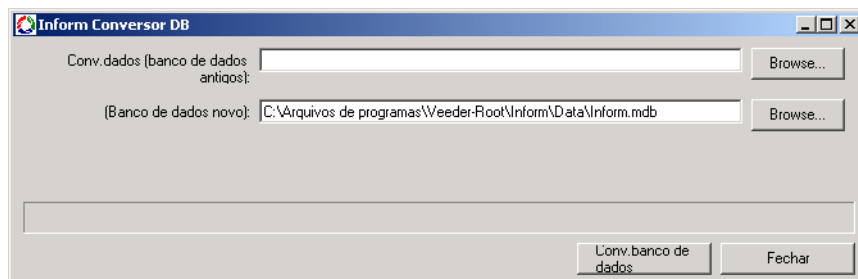 Inform Conversor DB
Conv.dados (banco de dados
antigos):
Browse...
(Banco de dados novo):
C:\Arquivos de programas\Veeder-Root\Inform\Data\Inform.mdb
Browse...
Conv.banco de
dados
Fechar